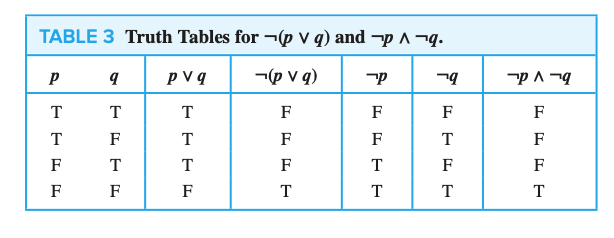 TABLE 3 Truth Tables for ¬(p ∨ q) and ¬p ∧ ¬q.
p q p ∨ q ¬(p ∨ q) ¬p ¬q ¬p ∧ ¬q
T T T F F F F
T F T F F T F
F T T F T F F
F F F T T T T